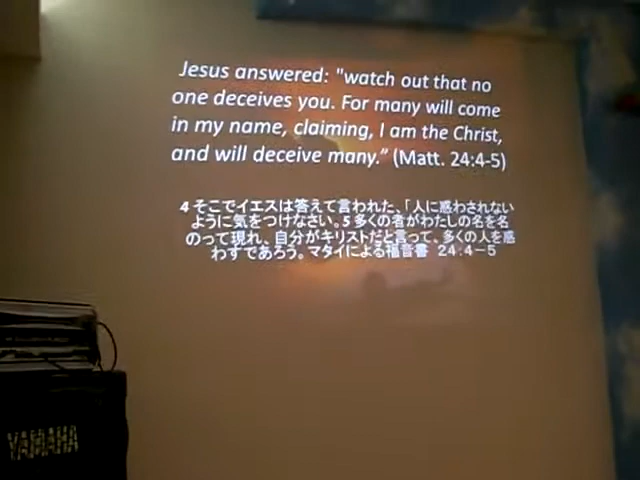 Jesus answered: "watch out that no
one deceives you. For many will come
in my name, claiming, I am the Christ,
and will deceive many.” (Matt. 24:4-5)
4 そこでイエスは答えて言われた、「人に惑わされない
ように気をつけなさい。5 多くの者がわたしの名を名
のって現れ、自分がキリストだと言って、多くの人を惑
わすであろう。マタイによる福音書 24:4－5
YAMAHA